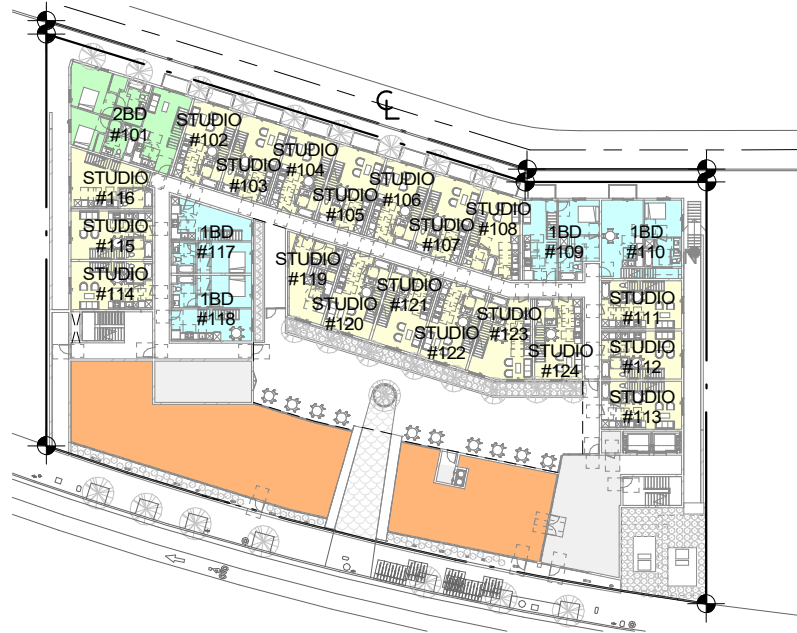 ℄
2BD
#101
STUDIO
#102
STUDIO
#103
STUDIO
#104
STUDIO
#105
STUDIO
#106
STUDIO
#107
STUDIO
#108
1BD
#109
1BD
#110
STUDIO
#116
STUDIO
#115
STUDIO
#114
1BD
#117
1BD
#118
STUDIO
#119
STUDIO
#120
STUDIO
#121
STUDIO
#122
STUDIO
#123
STUDIO
#124
STUDIO
#111
STUDIO
#112
STUDIO
#113